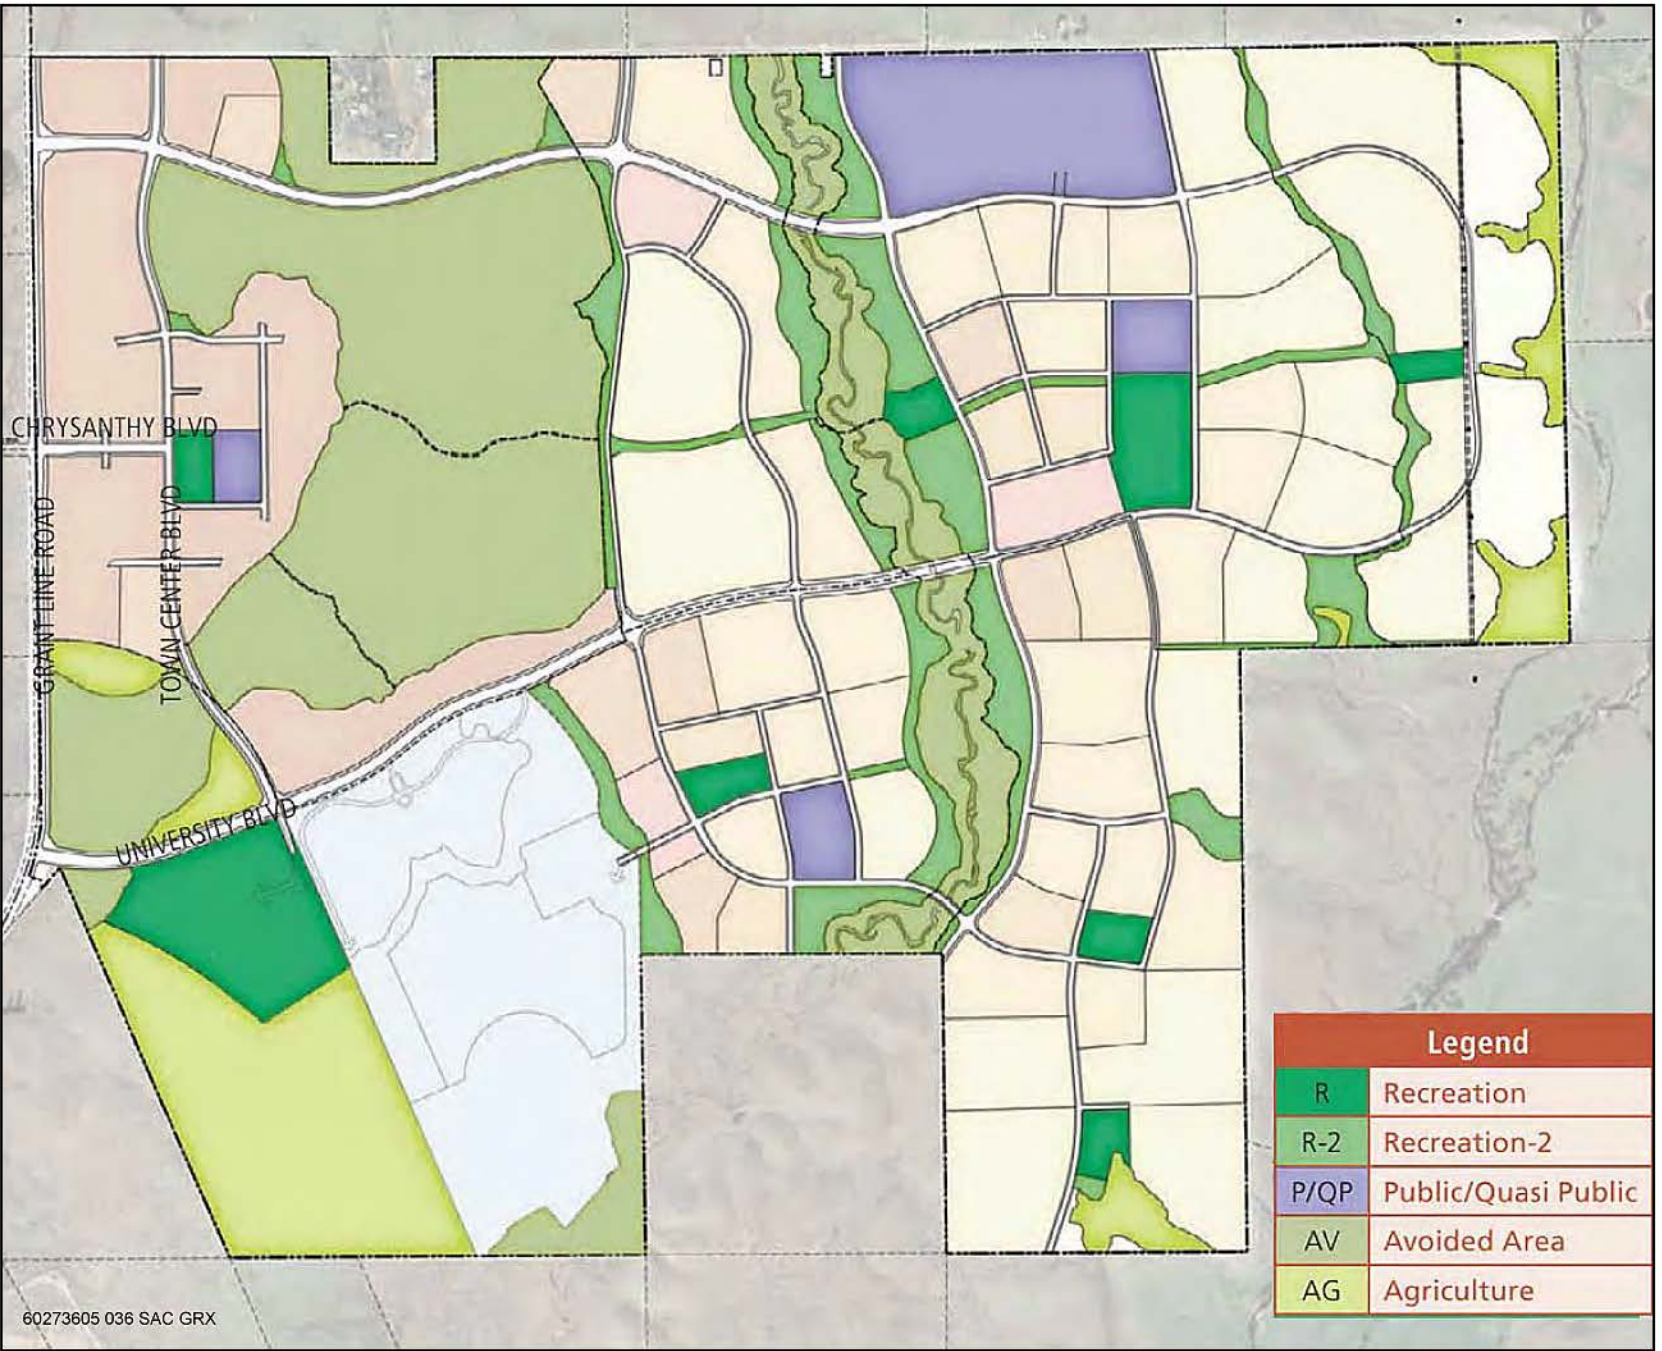 CHRYSANTHY BLVD
GRANT LINE ROAD
TOWN CENTER BLVD
UNIVERSITY BLVD
Legend
R Recreation
R-2 Recreation-2
P/QP Public/Quasi Public
AV Avoided Area
AG Agriculture
60273605 036 SAC GRX